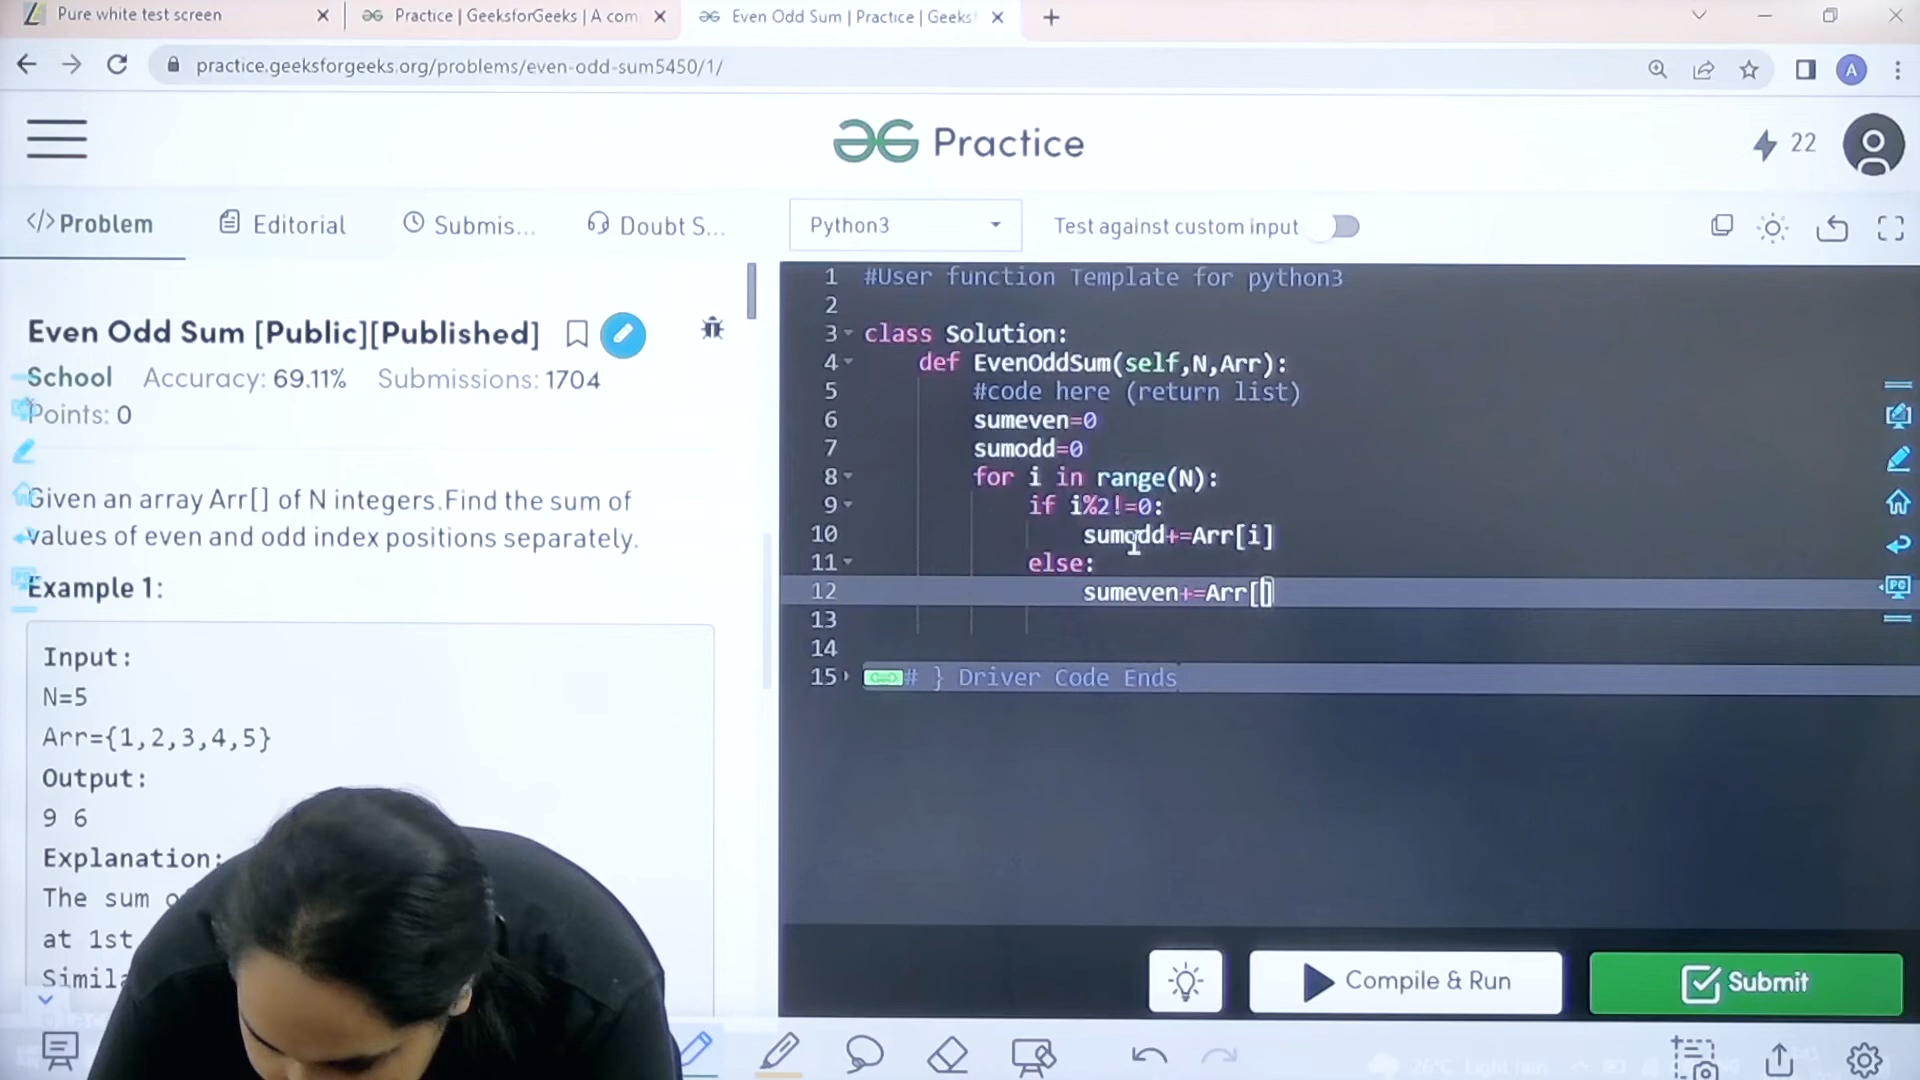 Pure white test screen
Practice | GeeksforGeeks | A com
Even Odd Sum | Practice | Geeks
practice.geeksforgeeks.org/problems/even-odd-sum5450/1/
A
Practice
22
</>Problem
Editorial
Submis...
Doubt S...
Python3
Test against custom input
Even Odd Sum [Public][Published]
School Accuracy: 69.11% Submissions: 1704
Points: 0
Given an array Arr[] of N integers.Find the sum of
values of even and odd index positions separately.
Example 1:
Input:
N=5
Arr={1,2,3,4,5}
Output:
9 6
Explanation:
The sum o
at 1st
Simila
1 #User function Template for python3
2
3 class Solution:
4 def EvenOddSum(self,N,Arr):
5 #code here (return list)
6 sumeven=0
7 sumodd=0
8 for i in range(N):
9 if i%2!=0:
10 sumodd+=Arr[i]
11 else:
12 sumeven+=Arr[]
13
14
15 # } Driver Code Ends
PC
Compile & Run
Submit
26°C Light rain